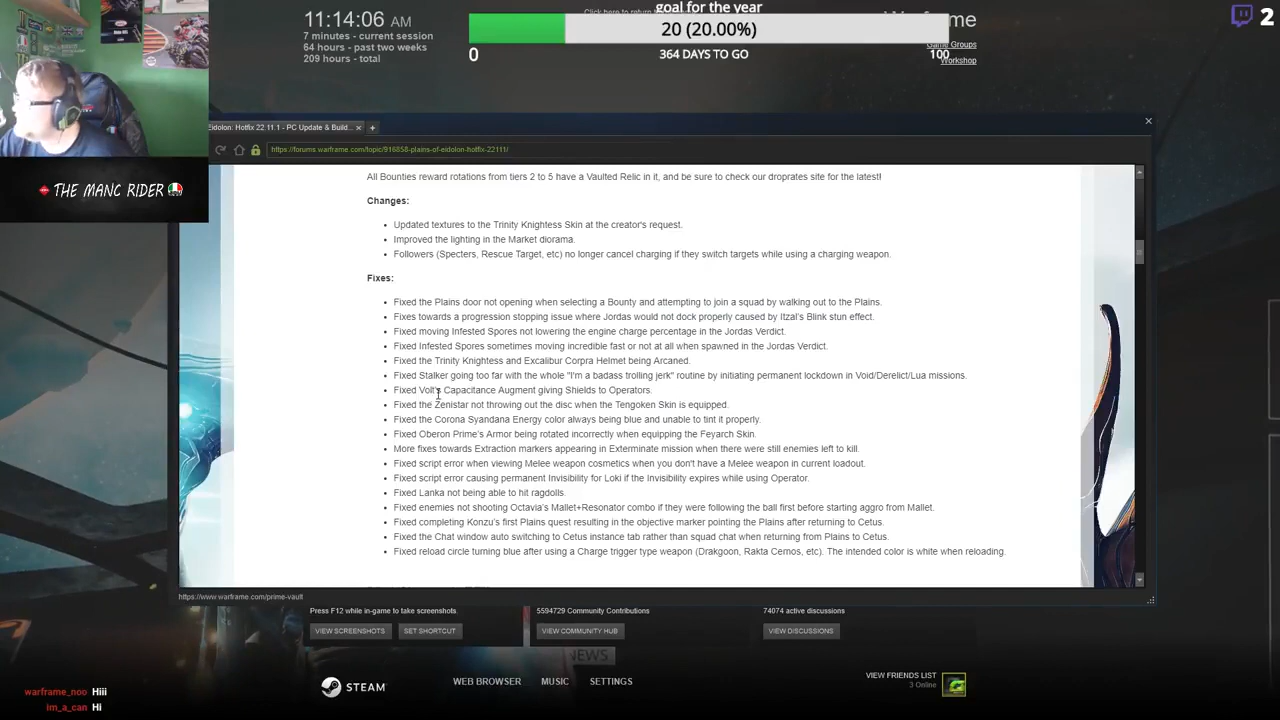 11:14:06 AM
7 minutes - current session
64 hours - past two weeks
209 hours - total
Click here to return
goal for the year
20 (20.00%)
0
364 DAYS TO GO
100
Warframe
Game Groups
Workshop
2
THE MANC RIDER
Eidolon: Hotfix 22.11.1 - PC Update & Build...
https://forums.warframe.com/topic/916858-plains-of-eidolon-hotfix-22111/
All Bounties reward rotations from tiers 2 to 5 have a Vaulted Relic in it, and be sure to check our droprates site for the latest!
Changes:
Updated textures to the Trinity Knightess Skin at the creator's request.
Improved the lighting in the Market diorama.
Followers (Specters, Rescue Target, etc) no longer cancel charging if they switch targets while using a charging weapon.
Fixes:
Fixed the Plains door not opening when selecting a Bounty and attempting to join a squad by walking out to the Plains.
Fixes towards a progression stopping issue where Jordas would not dock properly caused by Itzal's Blink stun effect.
Fixed moving Infested Spores not lowering the engine charge percentage in the Jordas Verdict.
Fixed Infested Spores sometimes moving incredible fast or not at all when spawned in the Jordas Verdict.
Fixed the Trinity Knightess and Excalibur Corpra Helmet being Arcaned.
Fixed Stalker going too far with the whole "I'm a badass trolling jerk" routine by initiating permanent lockdown in Void/Derelict/Lua missions.
Fixed Volt's Capacitance Augment giving Shields to Operators.
Fixed the Zenistar not throwing out the disc when the Tengoken Skin is equipped.
Fixed the Corona Syandana Energy color always being blue and unable to tint it properly.
Fixed Oberon Prime's Armor being rotated incorrectly when equipping the Feyarch Skin.
More fixes towards Extraction markers appearing in Exterminate mission when there were still enemies left to kill.
Fixed script error when viewing Melee weapon cosmetics when you don't have a Melee weapon in current loadout.
Fixed script error causing permanent Invisibility for Loki if the Invisibility expires while using Operator.
Fixed Lanka not being able to hit ragdolls.
Fixed enemies not shooting Octavia's Mallet+Resonator combo if they were following the ball first before starting aggro from Mallet.
Fixed completing Konzu's first Plains quest resulting in the objective marker pointing the Plains after returning to Cetus.
Fixed the Chat window auto switching to Cetus instance tab rather than squad chat when returning from Plains to Cetus.
Fixed reload circle turning blue after using a Charge trigger type weapon (Drakgoon, Rakta Cernos, etc). The intended color is white when reloading.
https://www.warframe.com/prime-vault
Press F12 while in-game to take screenshots
5594729 Community Contributions
74074 active discussions
VIEW SCREENSHOTS
SET SHORTCUT
VIEW COMMUNITY HUB
VIEW DISCUSSIONS
NEWS
STEAM
WEB BROWSER
MUSIC
SETTINGS
VIEW FRIENDS LIST
3 Online
warframe_noo Hiii
im_a_can Hi